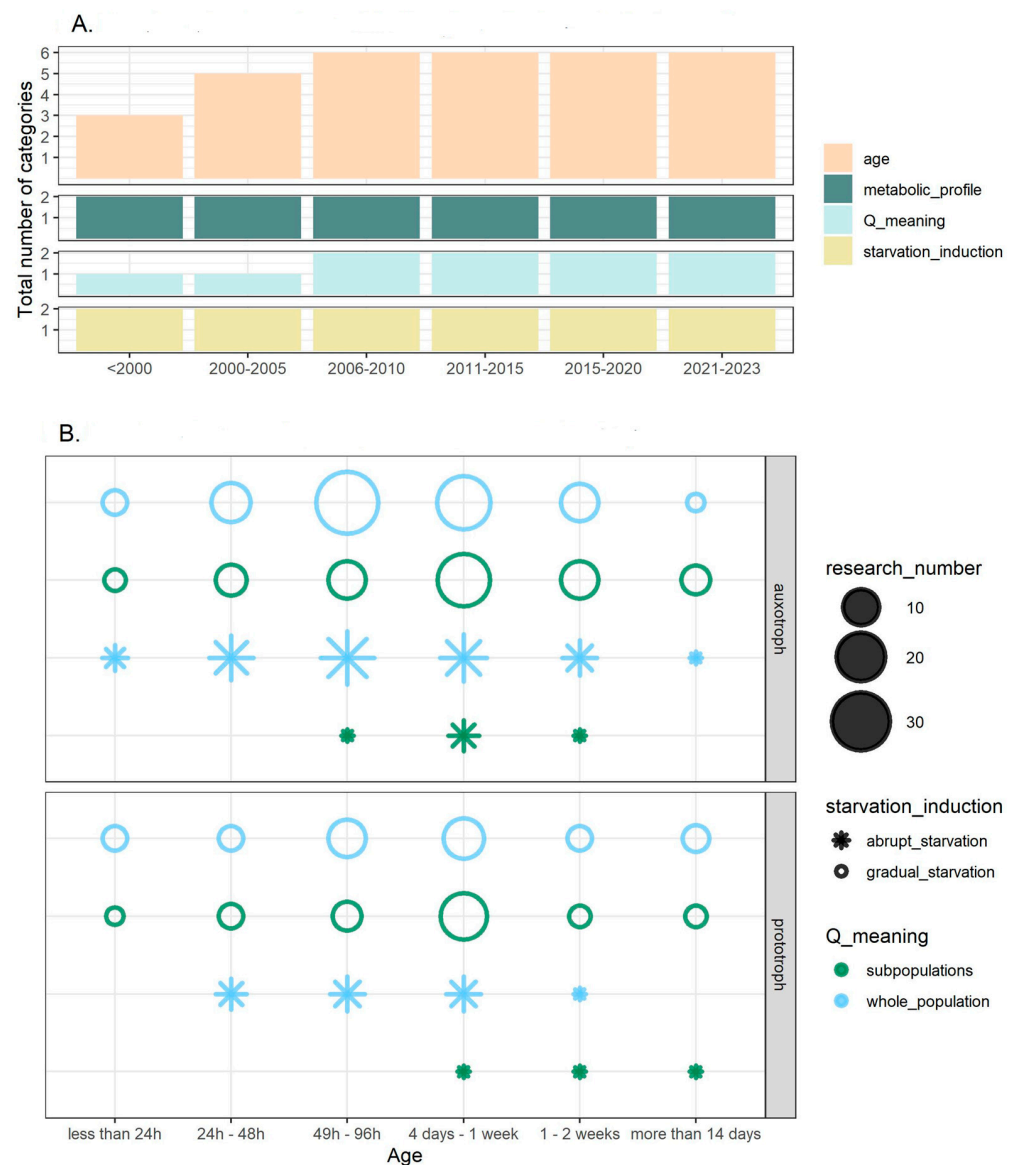 A.
Total number of categories
6
5
3
2
1
2
1
2
1
2
1
<2000 2000-2005 2006-2010 2011-2015 2015-2020 2021-2023
age
metabolic_profile
Q_meaning
starvation_induction
B.
auxotroph
prototroph
less than 24h 24h - 48h 49h - 96h 4 days - 1 week 1 - 2 weeks more than 14 days
Age
research_number
10
20
30
starvation_induction
abrupt_starvation
gradual_starvation
Q_meaning
subpopulations
whole_population